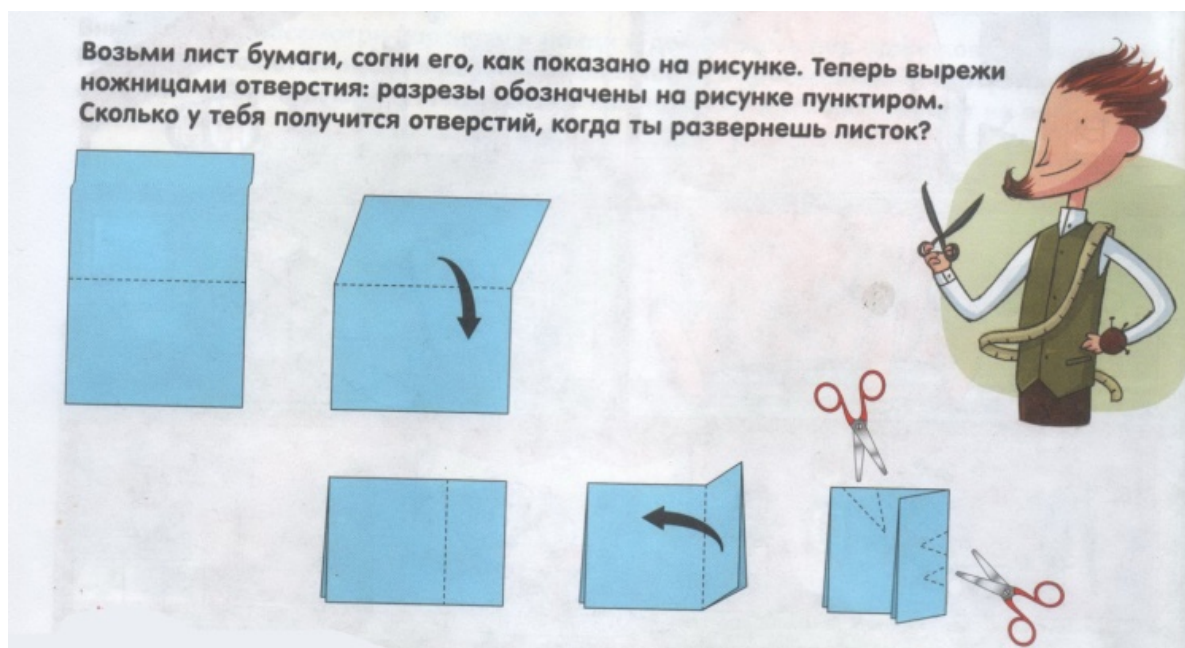 Возьми лист бумаги, согни его, как показано на рисунке. Теперь вырежи
ножницами отверстия: разрезы обозначены на рисунке пунктиром.
Сколько у тебя получится отверстий, когда ты развернешь листок?